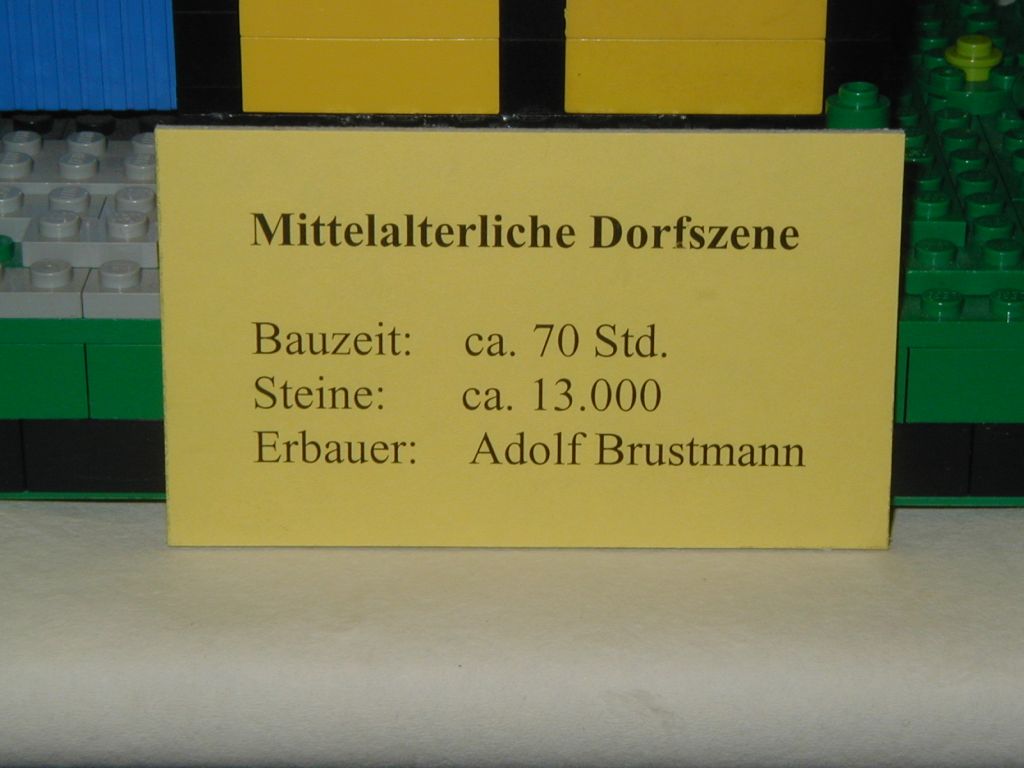 Mittelalterliche Dorfszene
Bauzeit: ca. 70 Std.
Steine: ca. 13.000
Erbauer: Adolf Brustmann